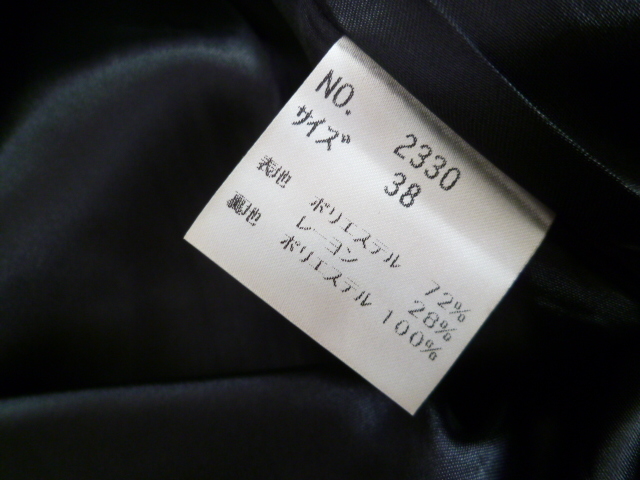 NO. 2330
サイズ 38
表地 ポリエステル 72%
レーヨン 28%
裏地 ポリエステル 100%